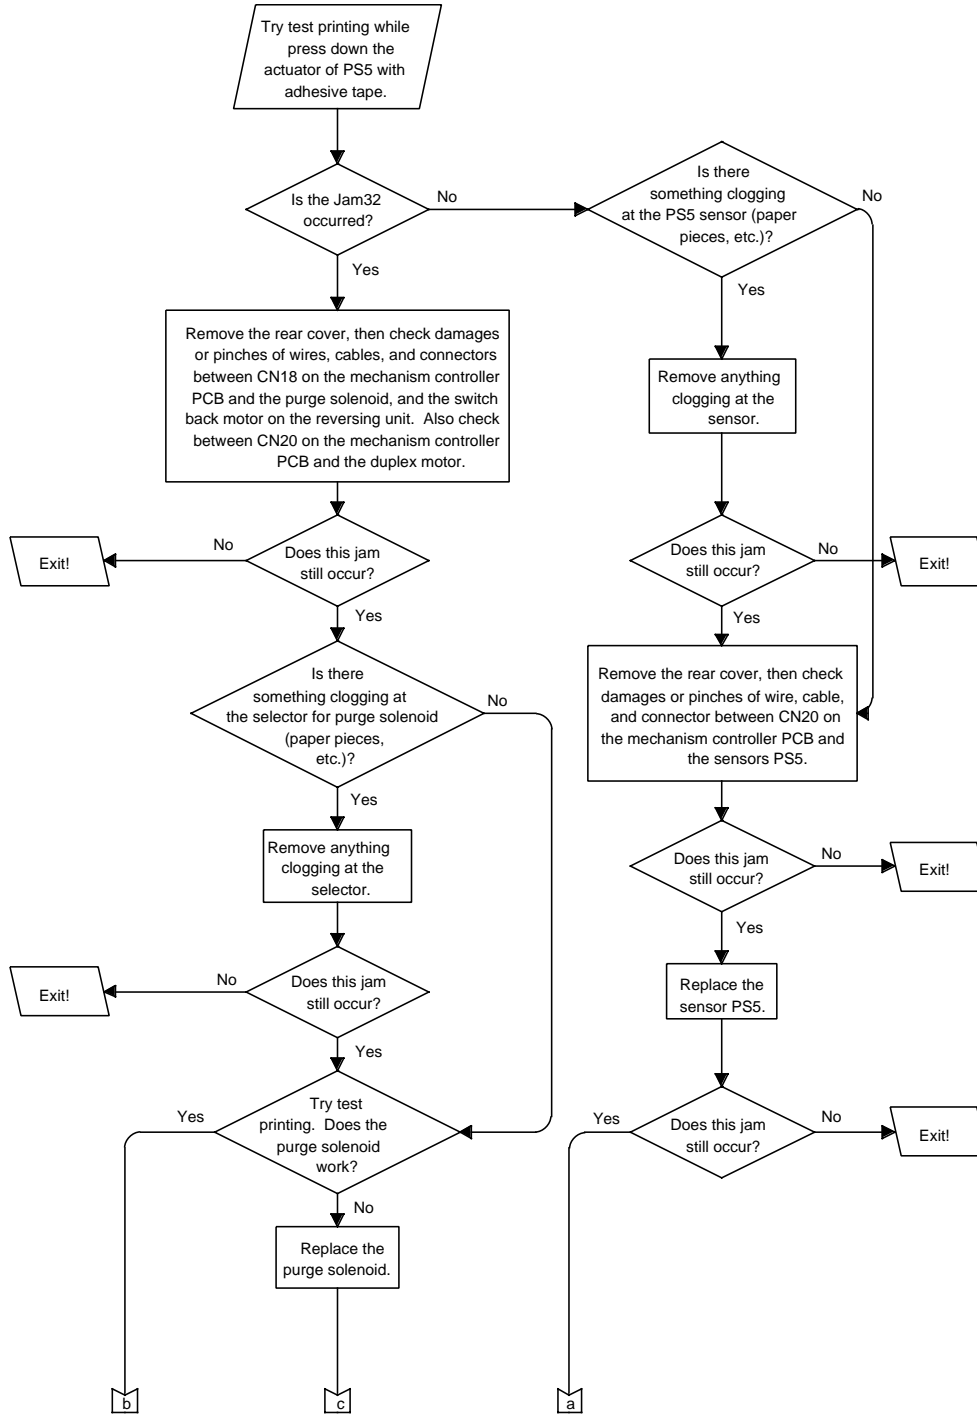 Try test printing while
press down the
actuator of PS5 with
adhesive tape.
Is the Jam32
occurred?
No
Yes
Is there
something clogging
at the PS5 sensor (paper
pieces, etc.)?
No
Yes
Remove the rear cover, then check damages
or pinches of wires, cables, and connectors
between CN18 on the mechanism controller
PCB and the purge solenoid, and the switch
back motor on the reversing unit.  Also check
between CN20 on the mechanism controller
PCB and the duplex motor.
Remove anything
clogging at the
sensor.
Exit!
No
Does this jam
still occur?
Yes
Does this jam
still occur?
No
Exit!
Yes
Is there
something clogging at
the selector for purge solenoid
(paper pieces,
etc.)?
No
Yes
Remove the rear cover, then check
damages or pinches of wire, cable,
and connector between CN20 on
the mechanism controller PCB and
the sensors PS5.
Remove anything
clogging at the
selector.
Does this jam
still occur?
No
Exit!
Yes
Exit!
No
Does this jam
still occur?
Yes
Replace the
sensor PS5.
Yes
Try test
printing.  Does the
purge solenoid
work?
No
Yes
Does this jam
still occur?
No
Exit!
Replace the
purge solenoid.
b
c
a